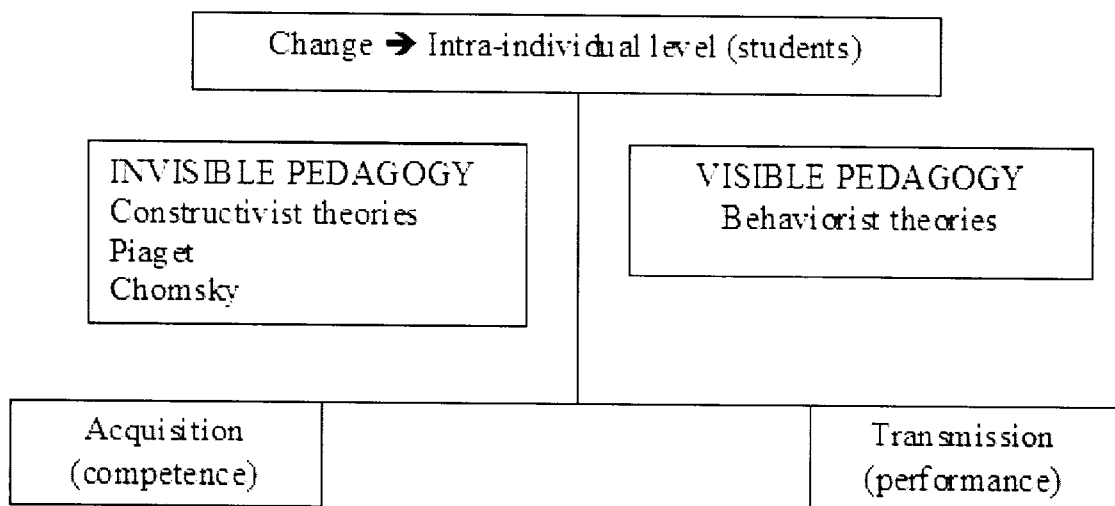 Change ➔ Intra-individual level (students)
INVISIBLE PEDAGOGY
Constructivist theories
Piaget
Chomsky
VISIBLE PEDAGOGY
Behaviorist theories
Acquisition
(competence)
Transmission
(performance)